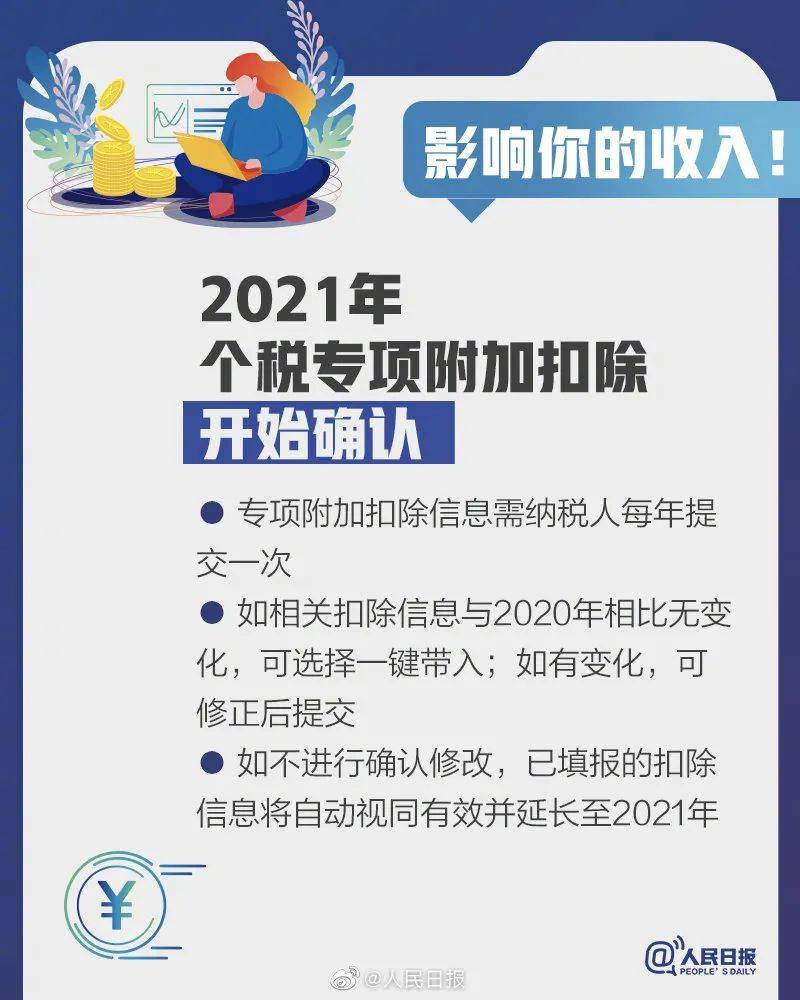 影响你的收入！
2021年
个税专项附加扣除
开始确认
● 专项附加扣除信息需纳税人每年提
交一次
● 如相关扣除信息与2020年相比无变
化，可选择一键带入；如有变化，可
修正后提交
● 如不进行确认修改，已填报的扣除
信息将自动视同有效并延长至2021年
¥
@人民日报
PEOPLE'S DAILY
@人民日报